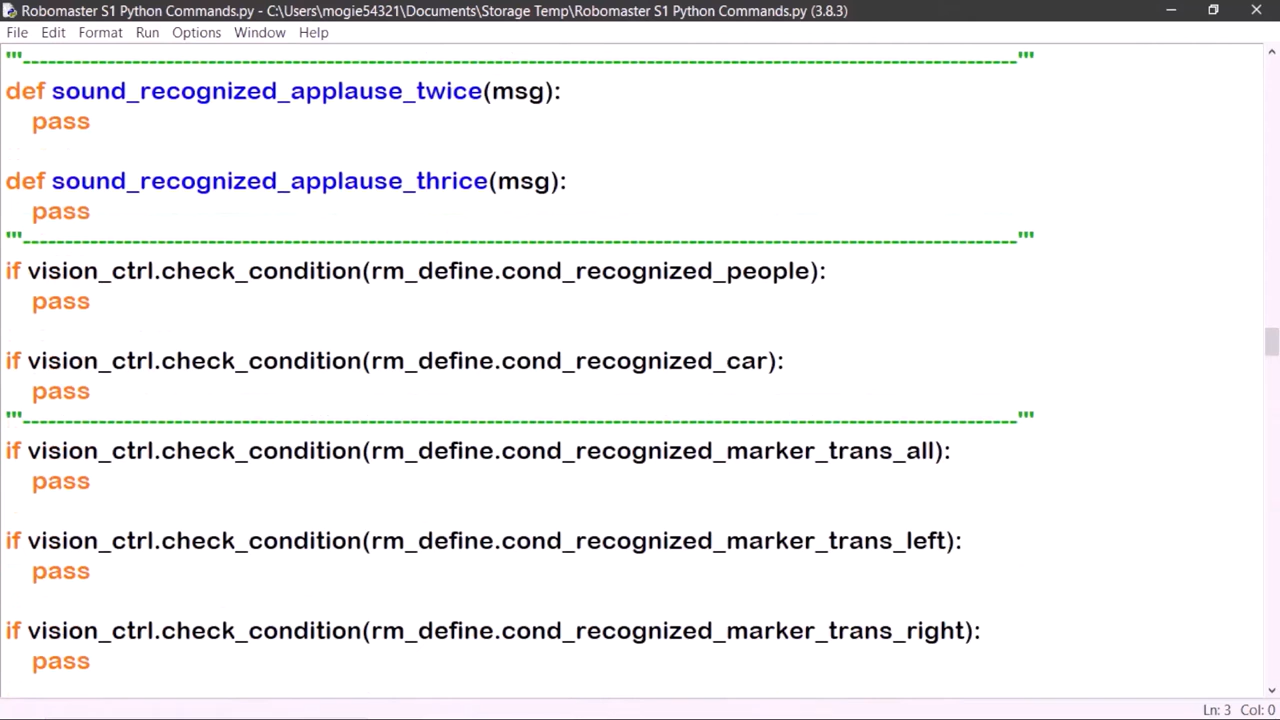 Robomaster S1 Python Commands.py - C:\Users\mogie54321\Documents\Storage Temp\Robomaster S1 Python Commands.py (3.8.3)
File Edit Format Run Options Window Help
'''---------------------------------------------------------------------------------------------------------------------'''
def sound_recognized_applause_twice(msg):
    pass
def sound_recognized_applause_thrice(msg):
    pass
'''---------------------------------------------------------------------------------------------------------------------'''
if vision_ctrl.check_condition(rm_define.cond_recognized_people):
    pass
if vision_ctrl.check_condition(rm_define.cond_recognized_car):
    pass
'''---------------------------------------------------------------------------------------------------------------------'''
if vision_ctrl.check_condition(rm_define.cond_recognized_marker_trans_all):
    pass
if vision_ctrl.check_condition(rm_define.cond_recognized_marker_trans_left):
    pass
if vision_ctrl.check_condition(rm_define.cond_recognized_marker_trans_right):
    pass
Ln: 3 Col: 0